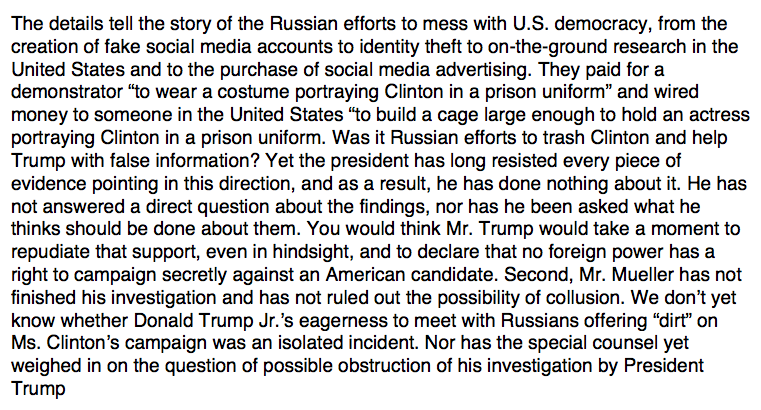 The details tell the story of the Russian efforts to mess with U.S. democracy, from the
creation of fake social media accounts to identity theft to on-the-ground research in the
United States and to the purchase of social media advertising. They paid for a
demonstrator “to wear a costume portraying Clinton in a prison uniform” and wired
money to someone in the United States “to build a cage large enough to hold an actress
portraying Clinton in a prison uniform. Was it Russian efforts to trash Clinton and help
Trump with false information? Yet the president has long resisted every piece of
evidence pointing in this direction, and as a result, he has done nothing about it. He has
not answered a direct question about the findings, nor has he been asked what he
thinks should be done about them. You would think Mr. Trump would take a moment to
repudiate that support, even in hindsight, and to declare that no foreign power has a
right to campaign secretly against an American candidate. Second, Mr. Mueller has not
finished his investigation and has not ruled out the possibility of collusion. We don’t yet
know whether Donald Trump Jr.’s eagerness to meet with Russians offering “dirt” on
Ms. Clinton’s campaign was an isolated incident. Nor has the special counsel yet
weighed in on the question of possible obstruction of his investigation by President
Trump